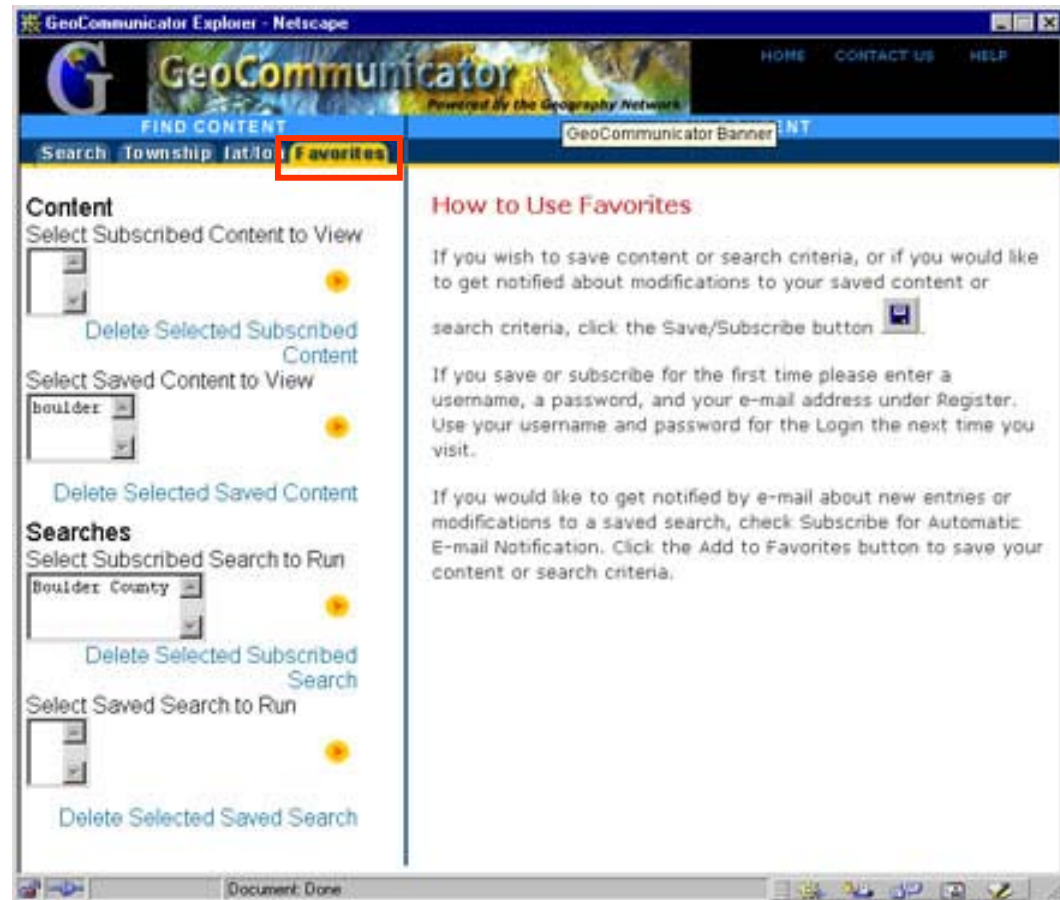 GeoCommunicator Explorer - Netscape
G GeoCommunicator
Powered by the Geography Network
HOME CONTACT US HELP
FIND CONTENT
GeoCommunicator Banner
Search Township lat/lon Favorites
Content
Select Subscribed Content to View
Delete Selected Subscribed
Content
Select Saved Content to View
boulder
Delete Selected Saved Content
Searches
Select Subscribed Search to Run
Boulder County
Delete Selected Subscribed
Search
Select Saved Search to Run
Delete Selected Saved Search
How to Use Favorites
If you wish to save content or search criteria, or if you would like
to get notified about modifications to your saved content or
search criteria, click the Save/Subscribe button .
If you save or subscribe for the first time please enter a
username, a password, and your e-mail address under Register.
Use your username and password for the Login the next time you
visit.
If you would like to get notified by e-mail about new entries or
modifications to a saved search, check Subscribe for Automatic
E-mail Notification. Click the Add to Favorites button to save your
content or search criteria.
Document: Done